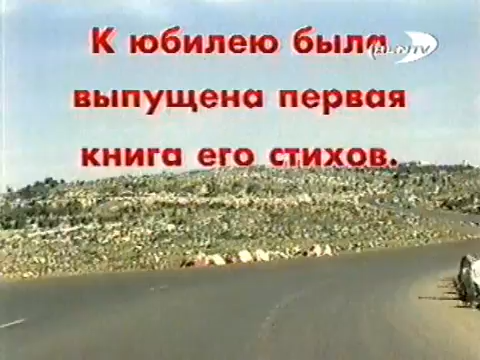 К юбилею была
выпущена первая
книга его стихов.